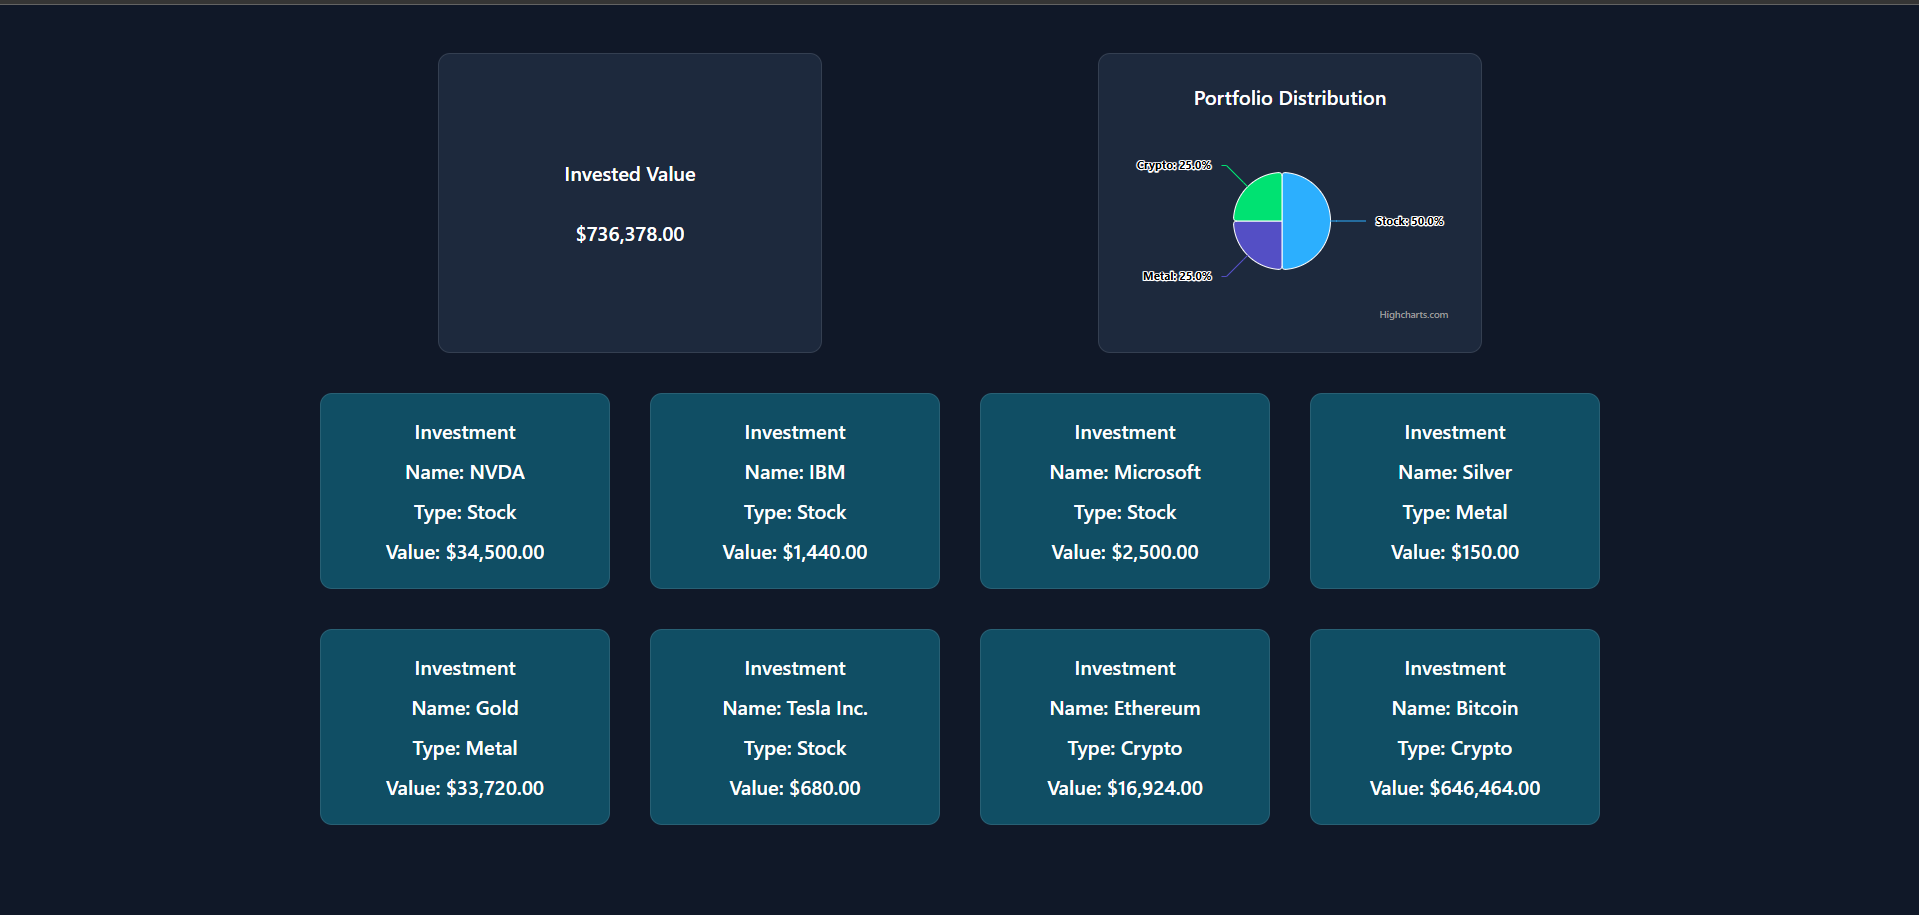 Invested Value
$736,378.00
Portfolio Distribution
Crypto: 25.0%
Stock: 50.0%
Metal: 25.0%
Highcharts.com
Investment
Name: NVDA
Type: Stock
Value: $34,500.00
Investment
Name: IBM
Type: Stock
Value: $1,440.00
Investment
Name: Microsoft
Type: Stock
Value: $2,500.00
Investment
Name: Silver
Type: Metal
Value: $150.00
Investment
Name: Gold
Type: Metal
Value: $33,720.00
Investment
Name: Tesla Inc.
Type: Stock
Value: $680.00
Investment
Name: Ethereum
Type: Crypto
Value: $16,924.00
Investment
Name: Bitcoin
Type: Crypto
Value: $646,464.00